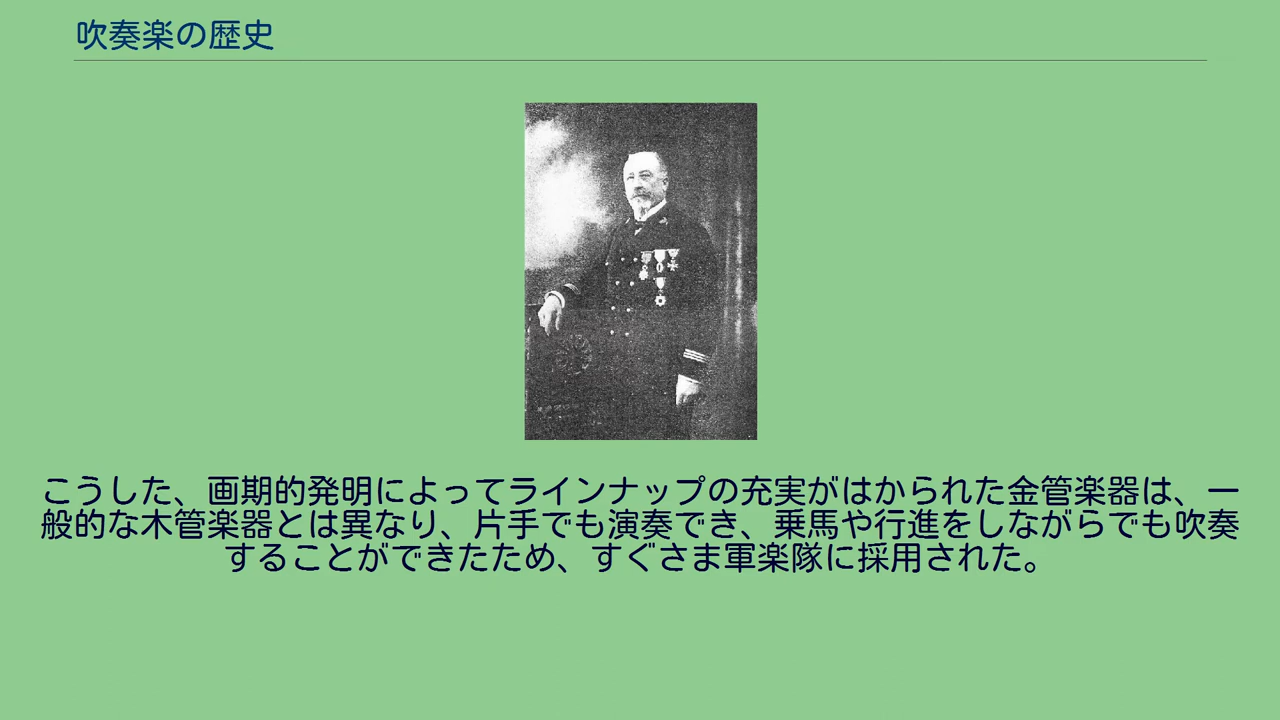 吹奏楽の歴史
こうした、画期的発明によってラインナップの充実がはかられた金管楽器は、一
般的な木管楽器とは異なり、片手でも演奏でき、乗馬や行進をしながらでも吹奏
することができたため、すぐさま軍楽隊に採用された。